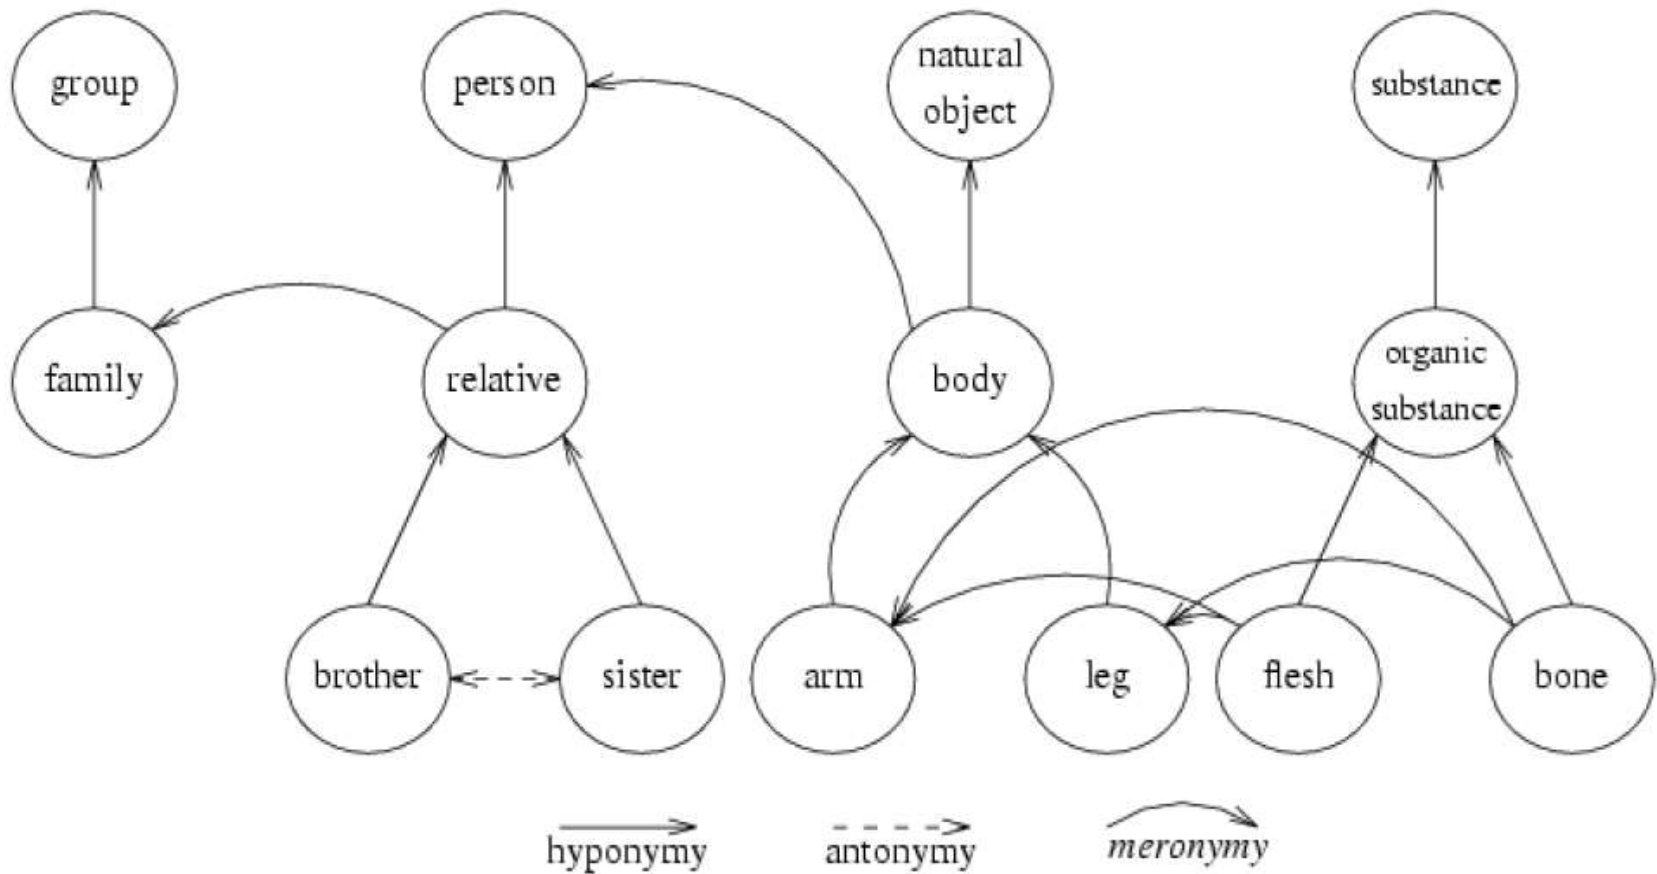 group
person
natural
object
substance
family
relative
body
organic
substance
brother
sister
arm
leg
flesh
bone
hyponymy
antonymy
meronymy